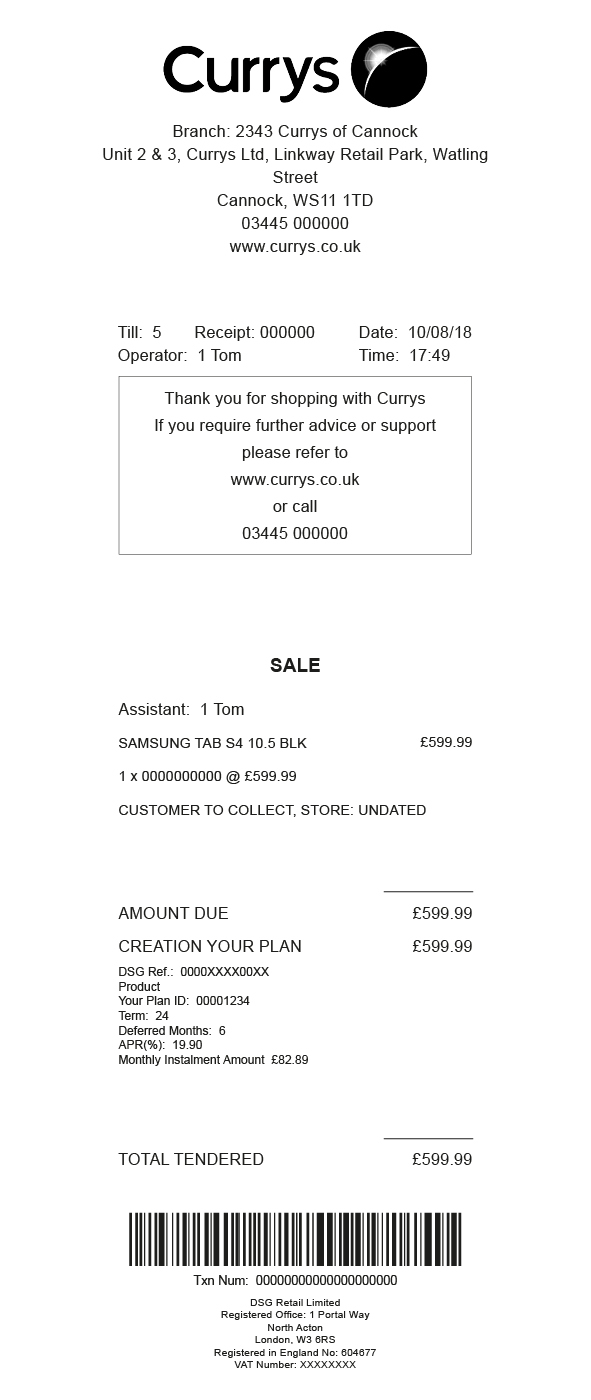 Currys
Branch: 2343 Currys of Cannock
Unit 2 & 3, Currys Ltd, Linkway Retail Park, Watling
Street
Cannock, WS11 1TD
03445 000000
www.currys.co.uk
Till: 5 Receipt: 000000 Date: 10/08/18
Operator: 1 Tom Time: 17:49
Thank you for shopping with Currys
If you require further advice or support
please refer to
www.currys.co.uk
or call
03445 000000
SALE
Assistant: 1 Tom
SAMSUNG TAB S4 10.5 BLK £599.99
1 x 0000000000 @ £599.99
CUSTOMER TO COLLECT, STORE: UNDATED
AMOUNT DUE £599.99
CREATION YOUR PLAN £599.99
DSG Ref.: 0000XXXX00XX
Product
Your Plan ID: 00001234
Term: 24
Deferred Months: 6
APR(%): 19.90
Monthly Instalment Amount £82.89
TOTAL TENDERED £599.99
Txn Num: 00000000000000000000
DSG Retail Limited
Registered Office: 1 Portal Way
North Acton
London, W3 6RS
Registered in England No: 604677
VAT Number: XXXXXXXX